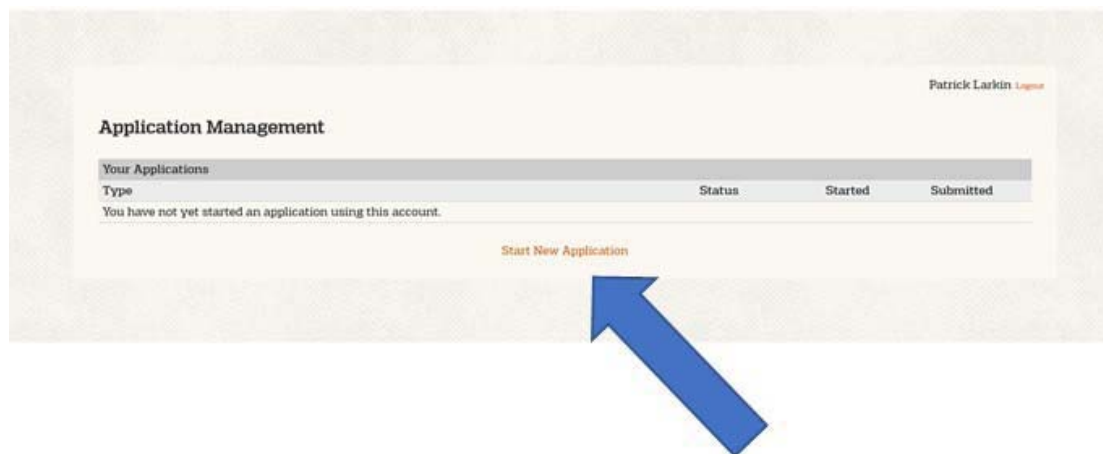 Patrick Larkin Logout
Application Management
Your Applications
Type Status Started Submitted
You have not yet started an application using this account.
Start New Application